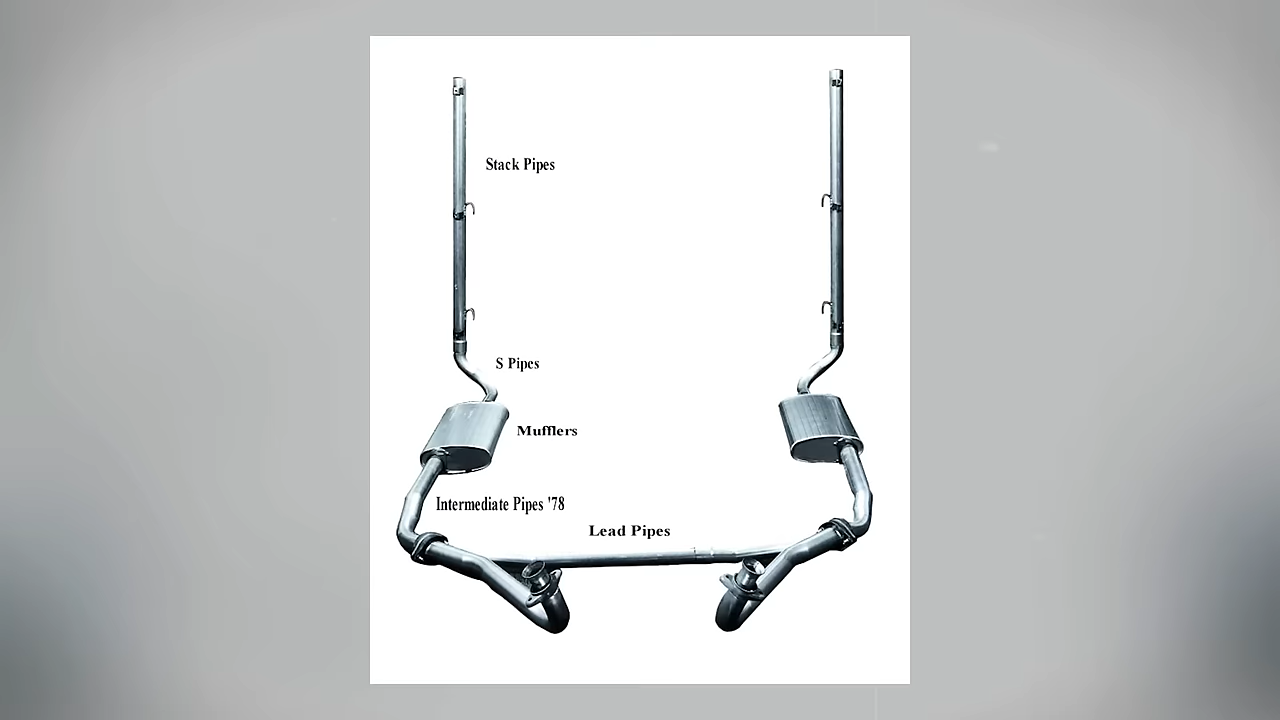 Stack Pipes
S Pipes
Mufflers
Intermediate Pipes '78
Lead Pipes